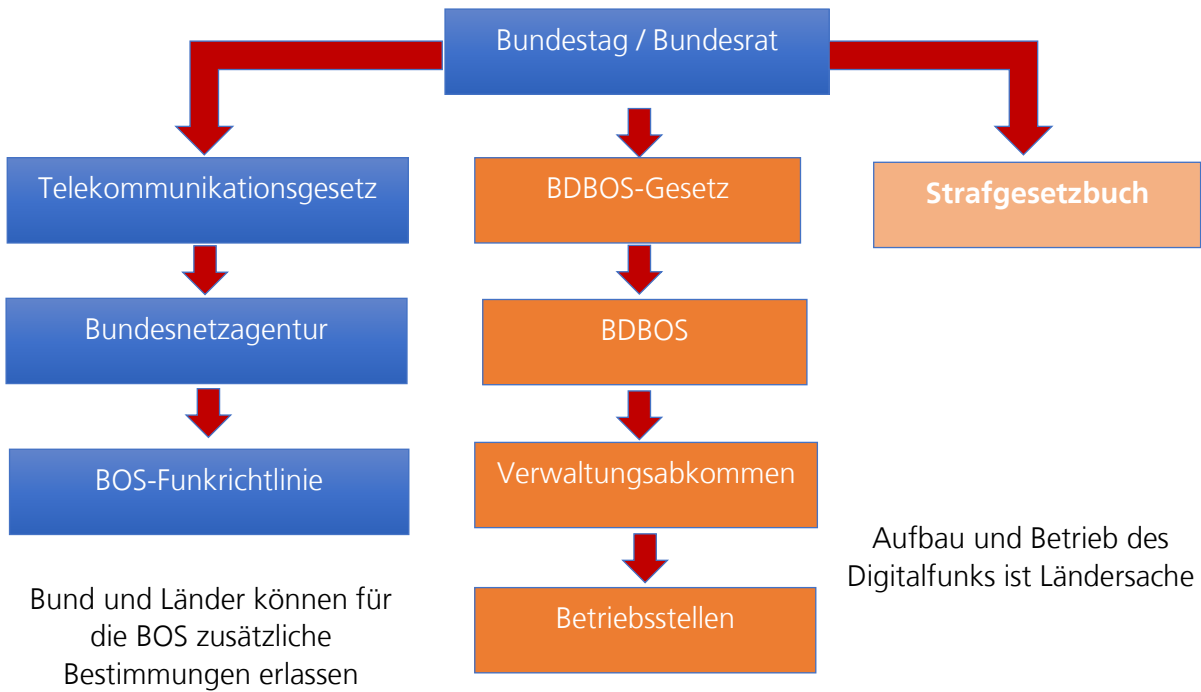 Bundestag / Bundesrat
Telekommunikationsgesetz
BDBOS-Gesetz
Strafgesetzbuch
Bundesnetzagentur
BDBOS
BOS-Funkrichtlinie
Verwaltungsabkommen
Betriebsstellen
Bund und Länder können für
die BOS zusätzliche
Bestimmungen erlassen
Aufbau und Betrieb des
Digitalfunks ist Ländersache